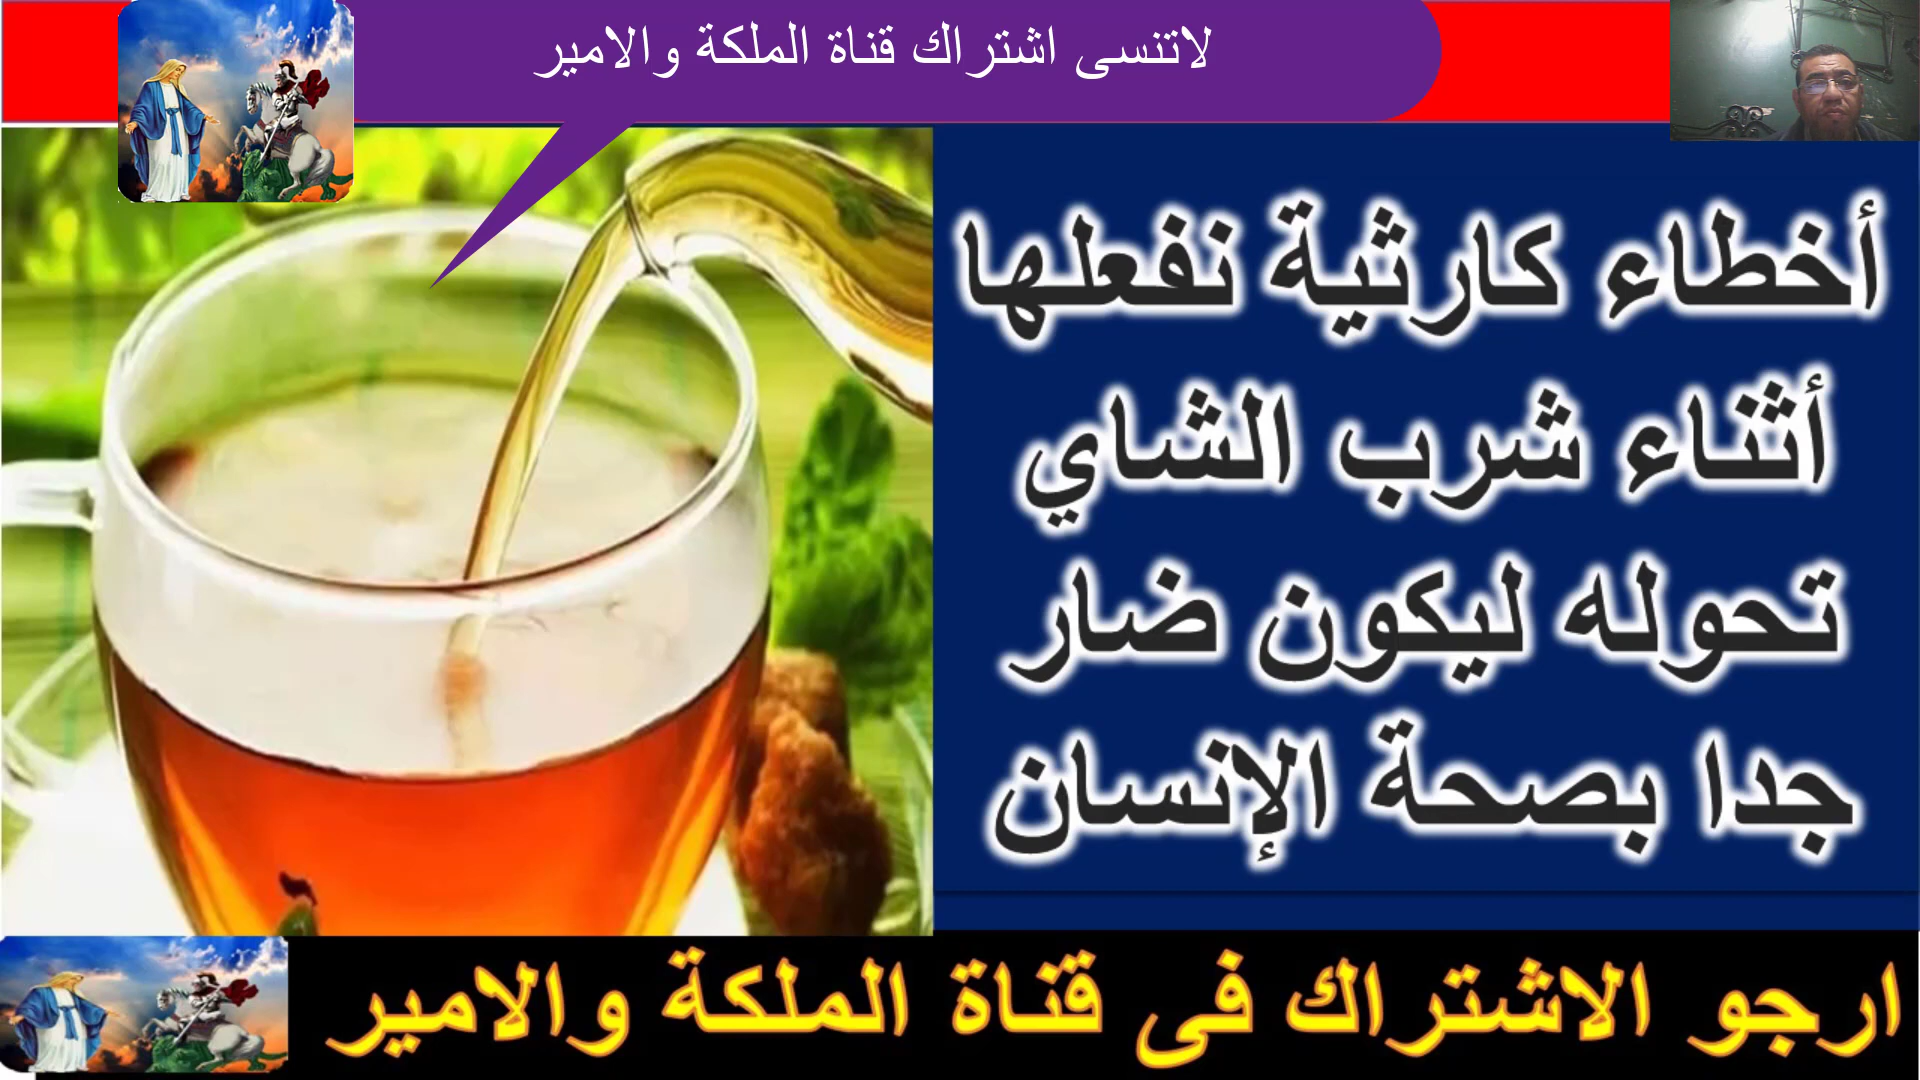 لاتنسى اشتراك قناة الملكة والامير
أخطاء كارثية نفعلها
أثناء شرب الشاي
تحوله ليكون ضار
جدا بصحة الإنسان
ارجو الاشتراك فى قناة الملكة والامير